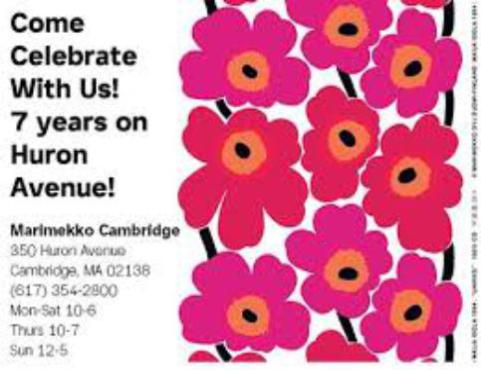 Come
Celebrate
With Us!
7 years on
Huron
Avenue!
Marimekko Cambridge
350 Huron Avenue
Cambridge, MA 02138
(617) 354-2800
Mon-Sat 10-6
Thurs 10-7
Sun 12-5